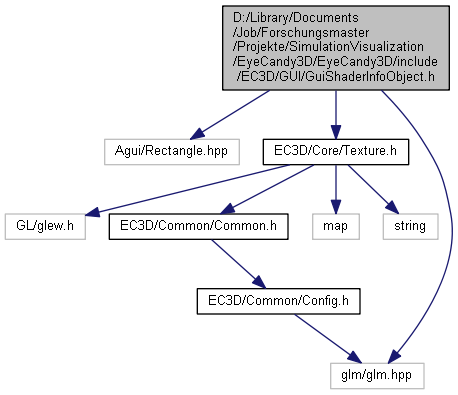 D:/Library/Documents
/Job/Forschungsmaster
/Projekte/SimulationVisualization
/EyeCandy3D/EyeCandy3D/include
/EC3D/GUI/GuiShaderInfoObject.h
Agui/Rectangle.hpp
EC3D/Core/Texture.h
GL/glew.h
EC3D/Common/Common.h
map
string
EC3D/Common/Config.h
glm/glm.hpp